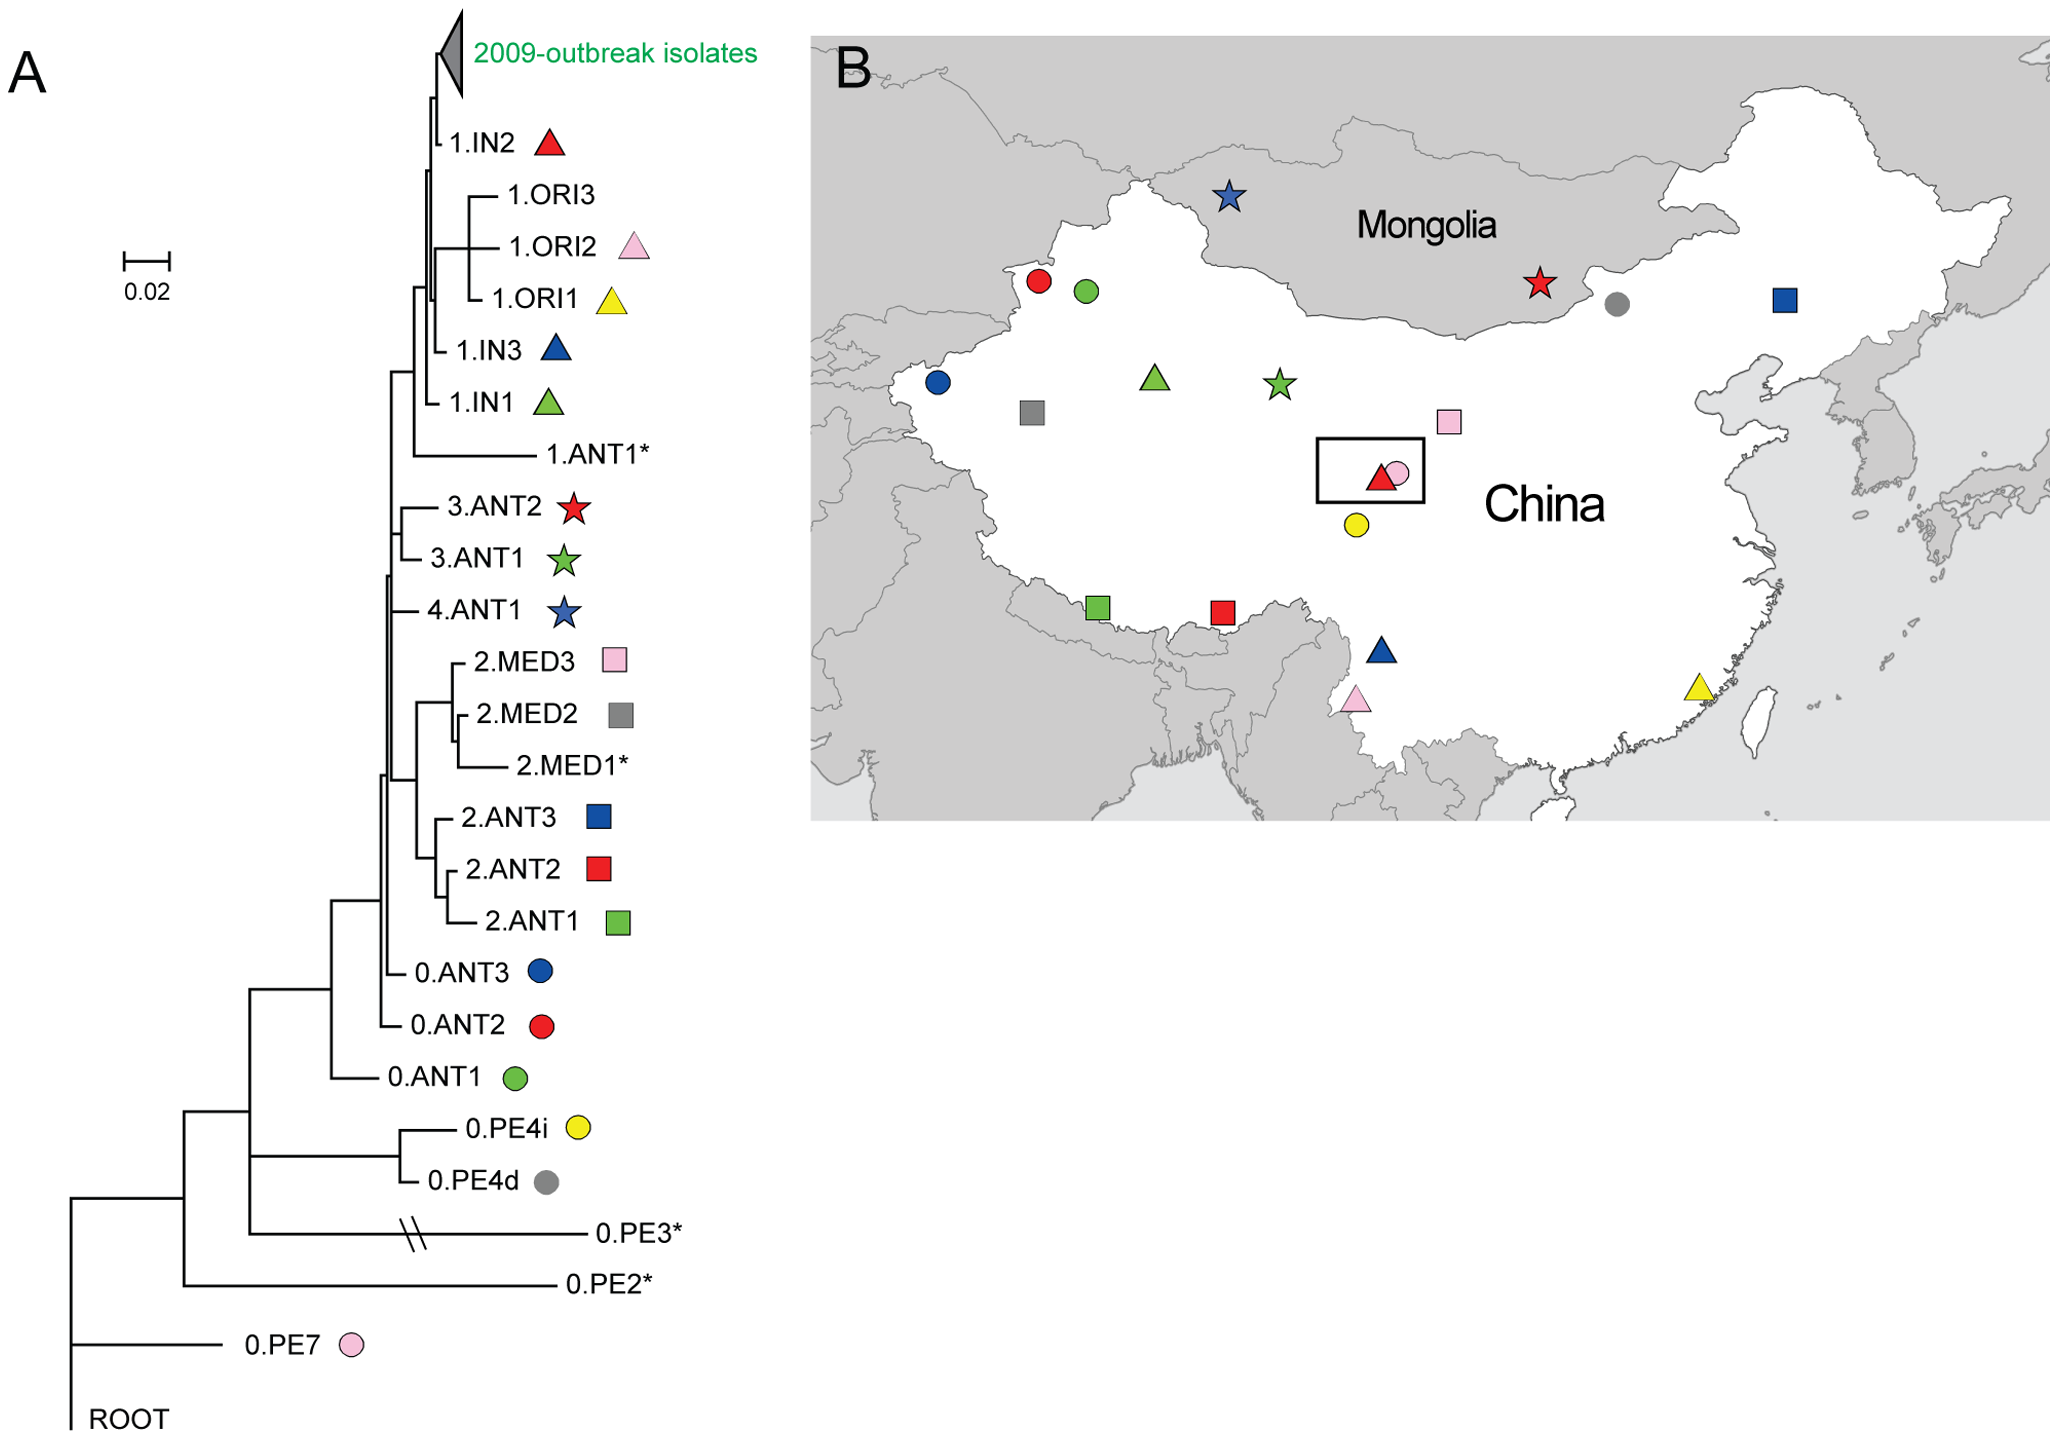 A
2009-outbreak isolates
1.IN2
1.ORI3
1.ORI2
0.02
1.ORI1
1.IN3
1.IN1
1.ANT1*
3.ANT2
3.ANT1
4.ANT1
2.MED3
2.MED2
2.MED1*
2.ANT3
2.ANT2
2.ANT1
0.ANT3
0.ANT2
0.ANT1
0.PE4i
0.PE4d
0.PE3*
0.PE2*
0.PE7
ROOT
B
Mongolia
China